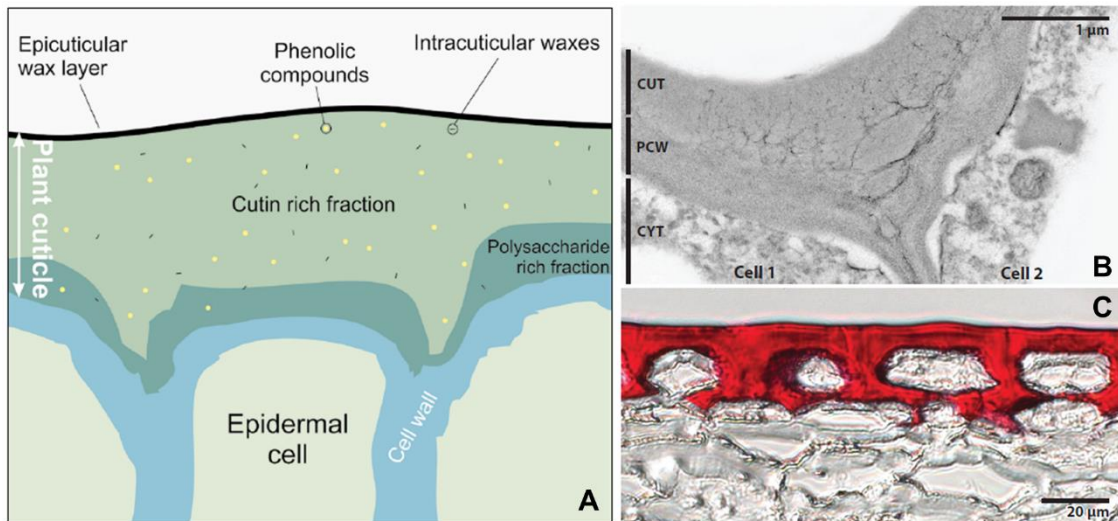 Epicuticular
wax layer
Phenolic
compounds
Intracuticular waxes
Plant cuticle
Cutin rich fraction
Polysaccharide
rich fraction
Epidermal
cell
Cell wall
A
1 µm
CUT
PCW
CYT
Cell 1
Cell 2
B
C
20 µm